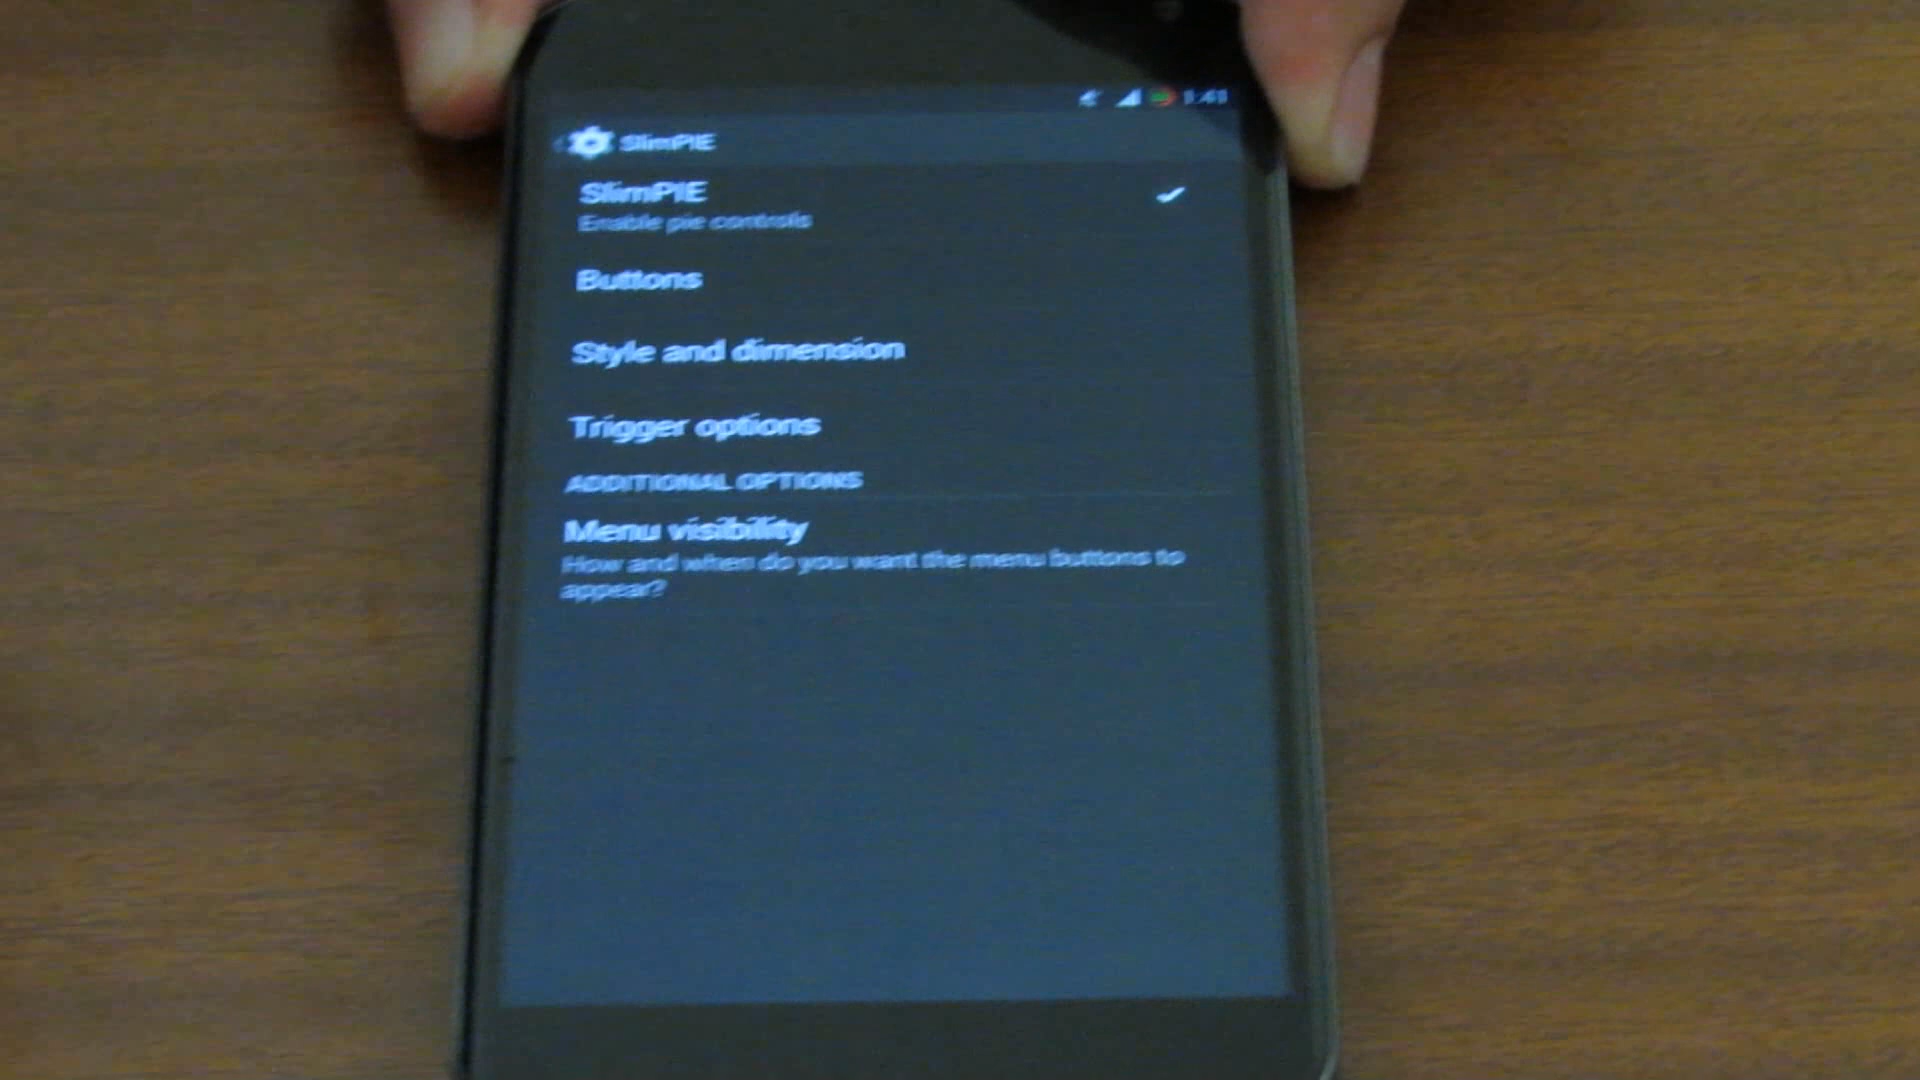 1:41
SlimPIE
SlimPIE
Enable pie controls
Buttons
Style and dimension
Trigger options
ADDITIONAL OPTIONS
Menu visibility
How and when do you want the menu buttons to
appear?